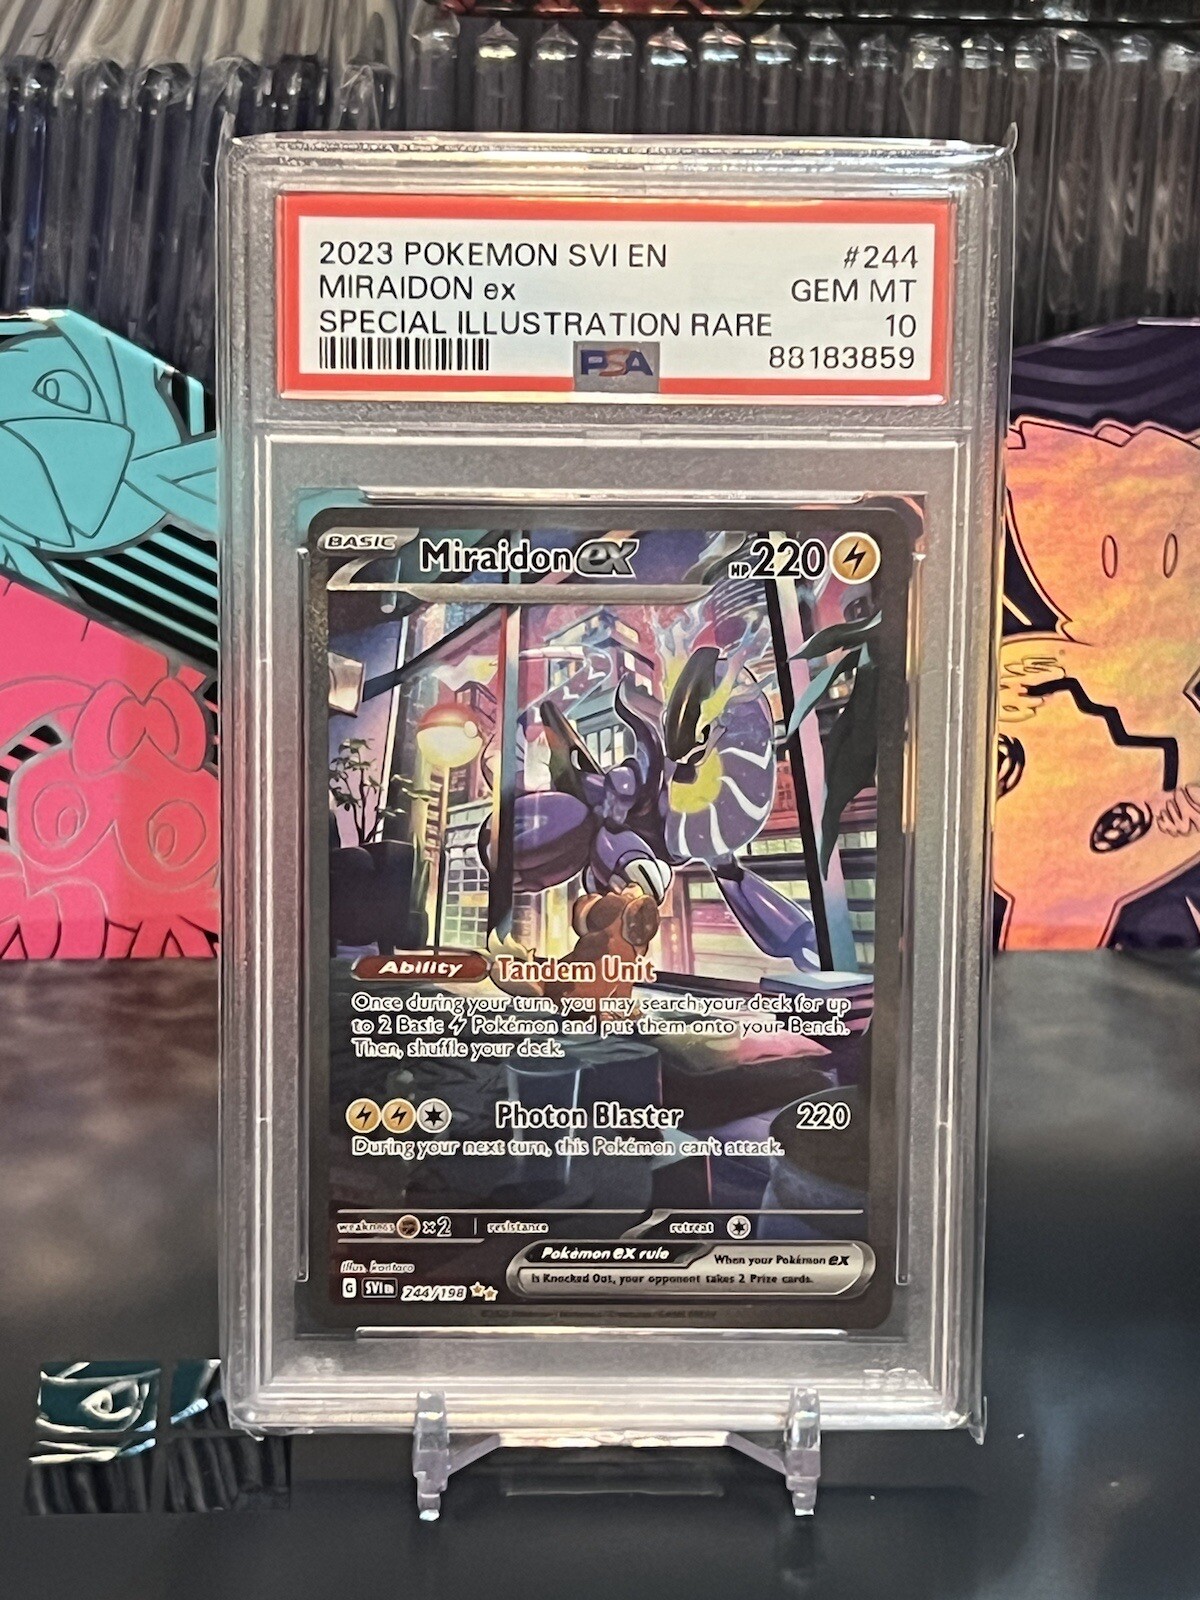 2023 POKEMON SVI EN #244
MIRAIDON ex GEM MT
SPECIAL ILLUSTRATION RARE 10
PSA 88183859
BASIC Miraidon ex HP 220
Ability Tandem Unit
Once during your turn, you may search your deck for up
to 2 Basic Pokémon and put them onto your Bench.
Then, shuffle your deck.
Photon Blaster 220
During your next turn, this Pokémon can't attack.
weakness x2 resistance retreat
Pokémon ex rule When your Pokémon ex
is Knocked Out, your opponent takes 2 Prize cards.
Illus. kantaro
G SVI EN 244/198